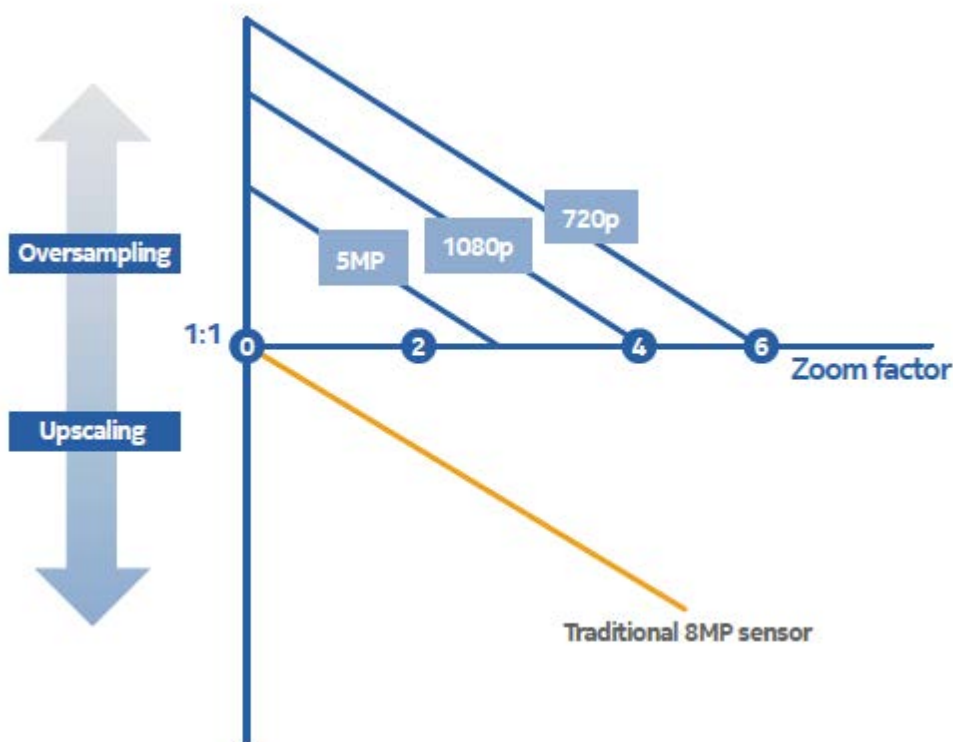 720p
1080p
5MP
Oversampling
1:1
0
2
4
6
Zoom factor
Upscaling
Traditional 8MP sensor